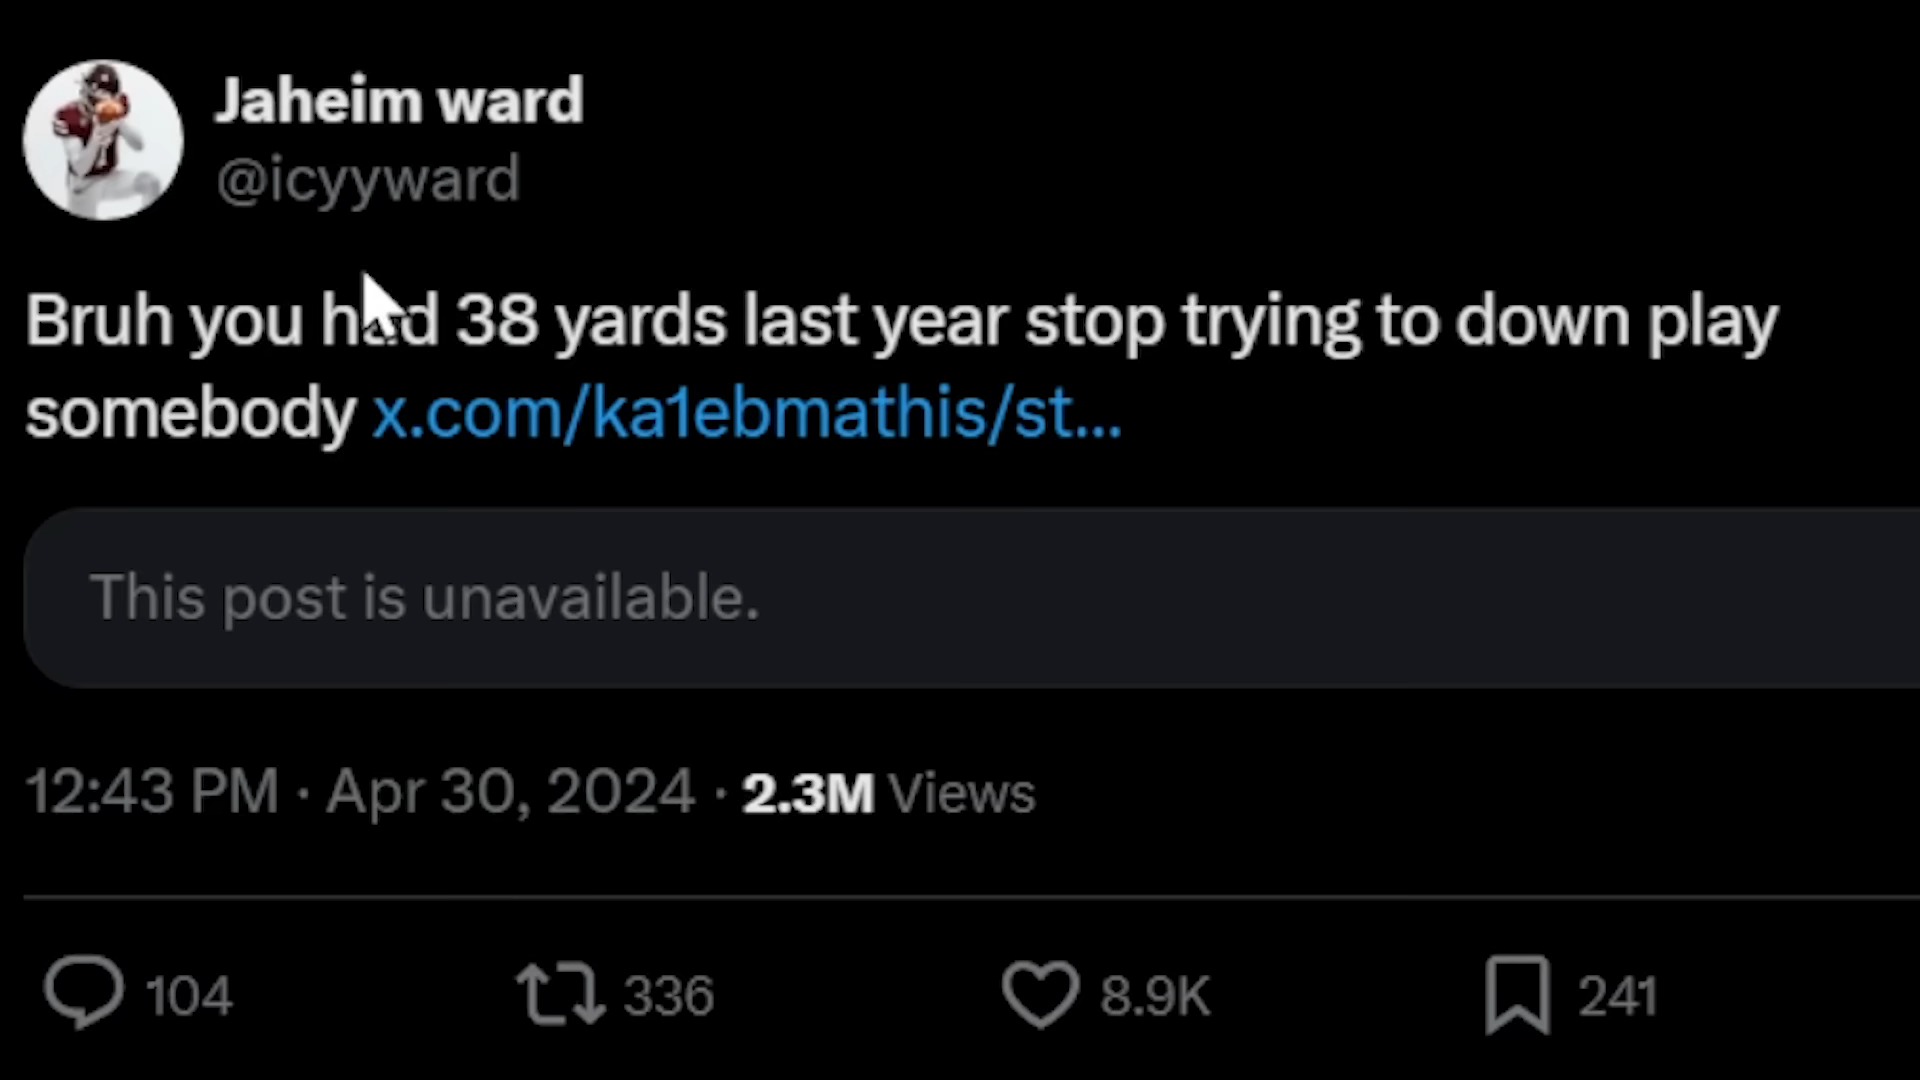 Jaheim ward
@icyyward
Bruh you had 38 yards last year stop trying to down play
somebody x.com/ka1ebmathis/st...
This post is unavailable.
12:43 PM · Apr 30, 2024 · 2.3M Views
104 336 8.9K 241